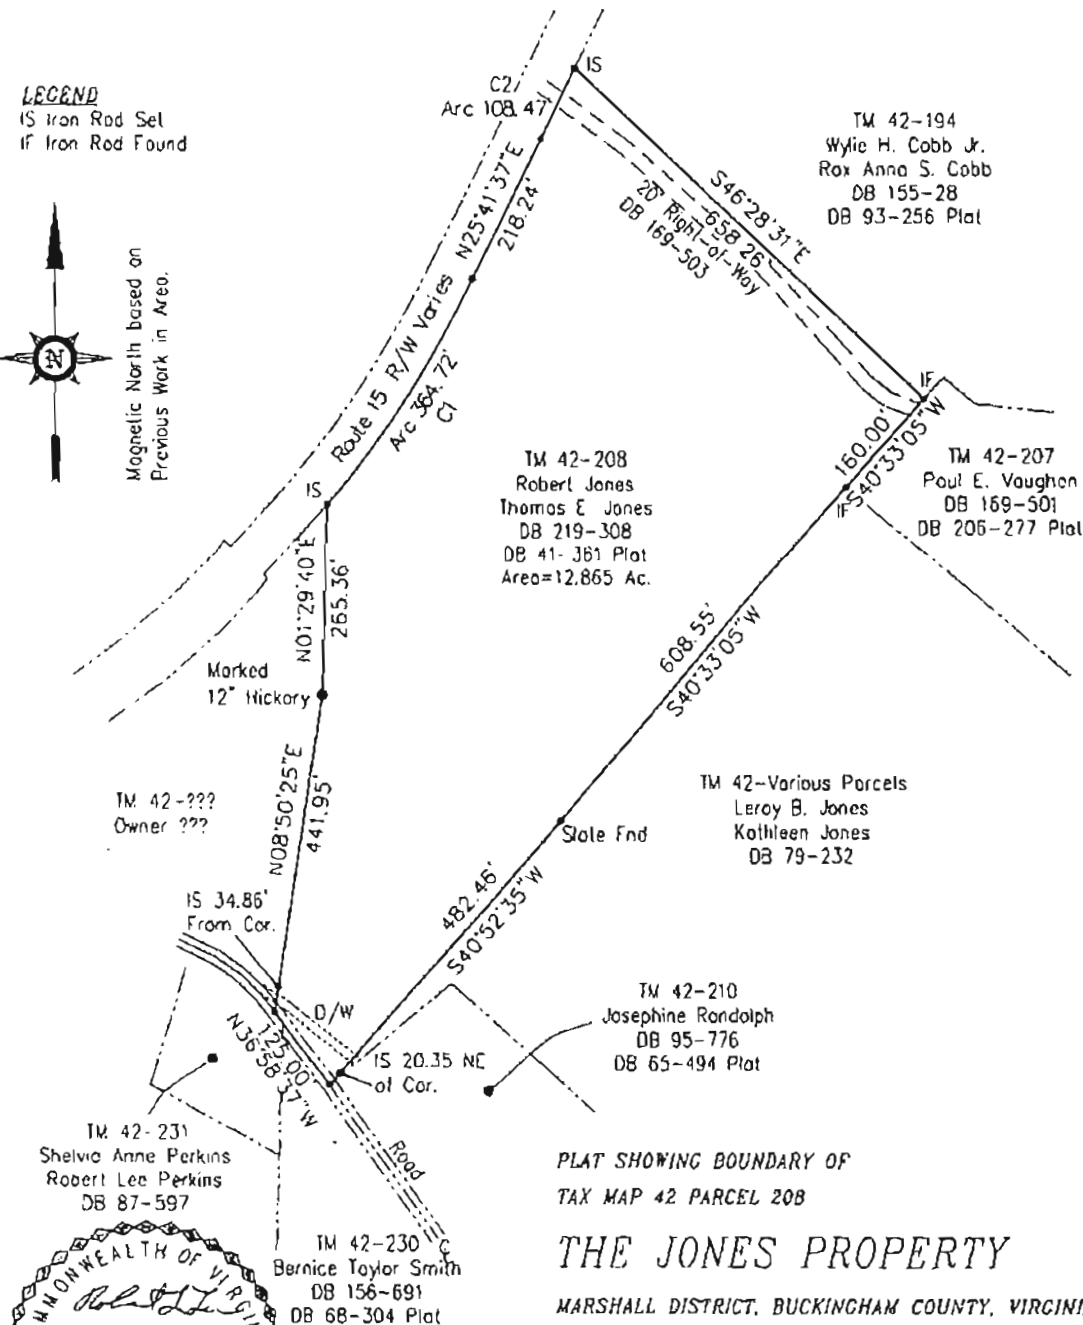 LEGEND
IS Iron Rod Set
IF Iron Rod Found
Magnetic North based on
Previous Work in Area.
N
C2
Arc 108.47
IS
N25°41'37"E
218.24'
Route 15 R/W Varies
Arc 364.72'
C1
IS
S46°28'31"E
658.26
20' Right-of-Way
DB 169-503
TM 42-194
Wylie H. Cobb Jr.
Rox Anna S. Cobb
DB 155-28
DB 93-256 Plat
IF
160.00'
S40°33'05"W
IF
TM 42-207
Paul E. Vaughan
DB 169-501
DB 206-277 Plat
TM 42-208
Robert Jones
Thomas E Jones
DB 219-308
DB 41-361 Plat
Area=12.865 Ac.
N01°29'40"E
265.36'
Marked
12" Hickory
608.55'
S40°33'05"W
TM 42-???
Owner ???
N08°50'25"E
441.95'
TM 42-Various Parcels
Leroy B. Jones
Kathleen Jones
DB 79-232
Slate Fnd
482.46'
S40°52'35"W
IS 34.86'
From Cor.
D/W
N36°58'37"W
125.00'
IS 20.35 NE
of Cor.
TM 42-210
Josephine Randolph
DB 95-776
DB 65-494 Plat
TM 42-231
Shelvie Anne Perkins
Robert Lee Perkins
DB 87-597
Road
TM 42-230
Bernice Taylor Smith
DB 156-691
DB 68-304 Plat
PLAT SHOWING BOUNDARY OF
TAX MAP 42 PARCEL 208
THE JONES PROPERTY
MARSHALL DISTRICT, BUCKINGHAM COUNTY, VIRGINI
MMONWEALTH OF VIRGI